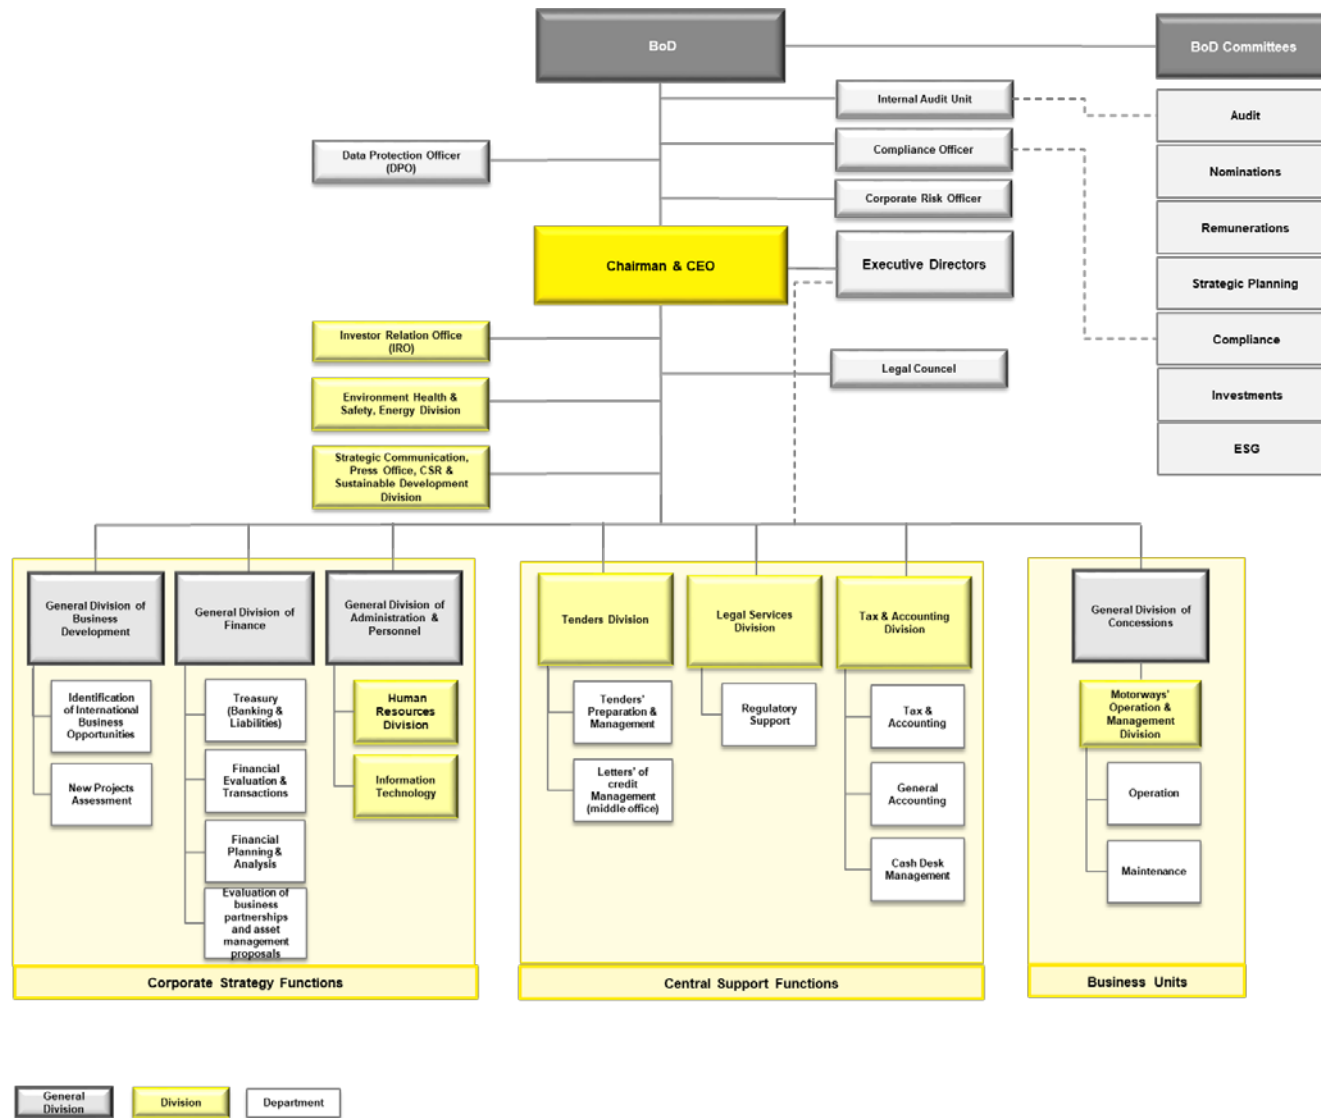 BoD
BoD Committees
Internal Audit Unit
Audit
Data Protection Officer
(DPO)
Compliance Officer
Nominations
Corporate Risk Officer
Remunerations
Chairman & CEO
Executive Directors
Strategic Planning
Investor Relation Office
(IRO)
Compliance
Legal Councel
Environment Health &
Safety, Energy Division
Investments
Strategic Communication,
Press Office, CSR &
Sustainable Development
Division
ESG
General Division of
Business
Development
General Division of
Finance
General Division of
Administration &
Personnel
Tenders Division
Legal Services
Division
Tax & Accounting
Division
General Division of
Concessions
Identification
of International
Business
Opportunities
New Projects
Assessment
Treasury
(Banking &
Liabilities)
Financial
Evaluation &
Transactions
Financial
Planning &
Analysis
Evaluation of
business
partnerships
and asset
management
proposals
Human
Resources
Division
Information
Technology
Tenders'
Preparation &
Management
Letters' of
credit
Management
(middle office)
Regulatory
Support
Tax &
Accounting
General
Accounting
Cash Desk
Management
Motorways'
Operation &
Management
Division
Operation
Maintenance
Corporate Strategy Functions
Central Support Functions
Business Units
General
Division
Division
Department